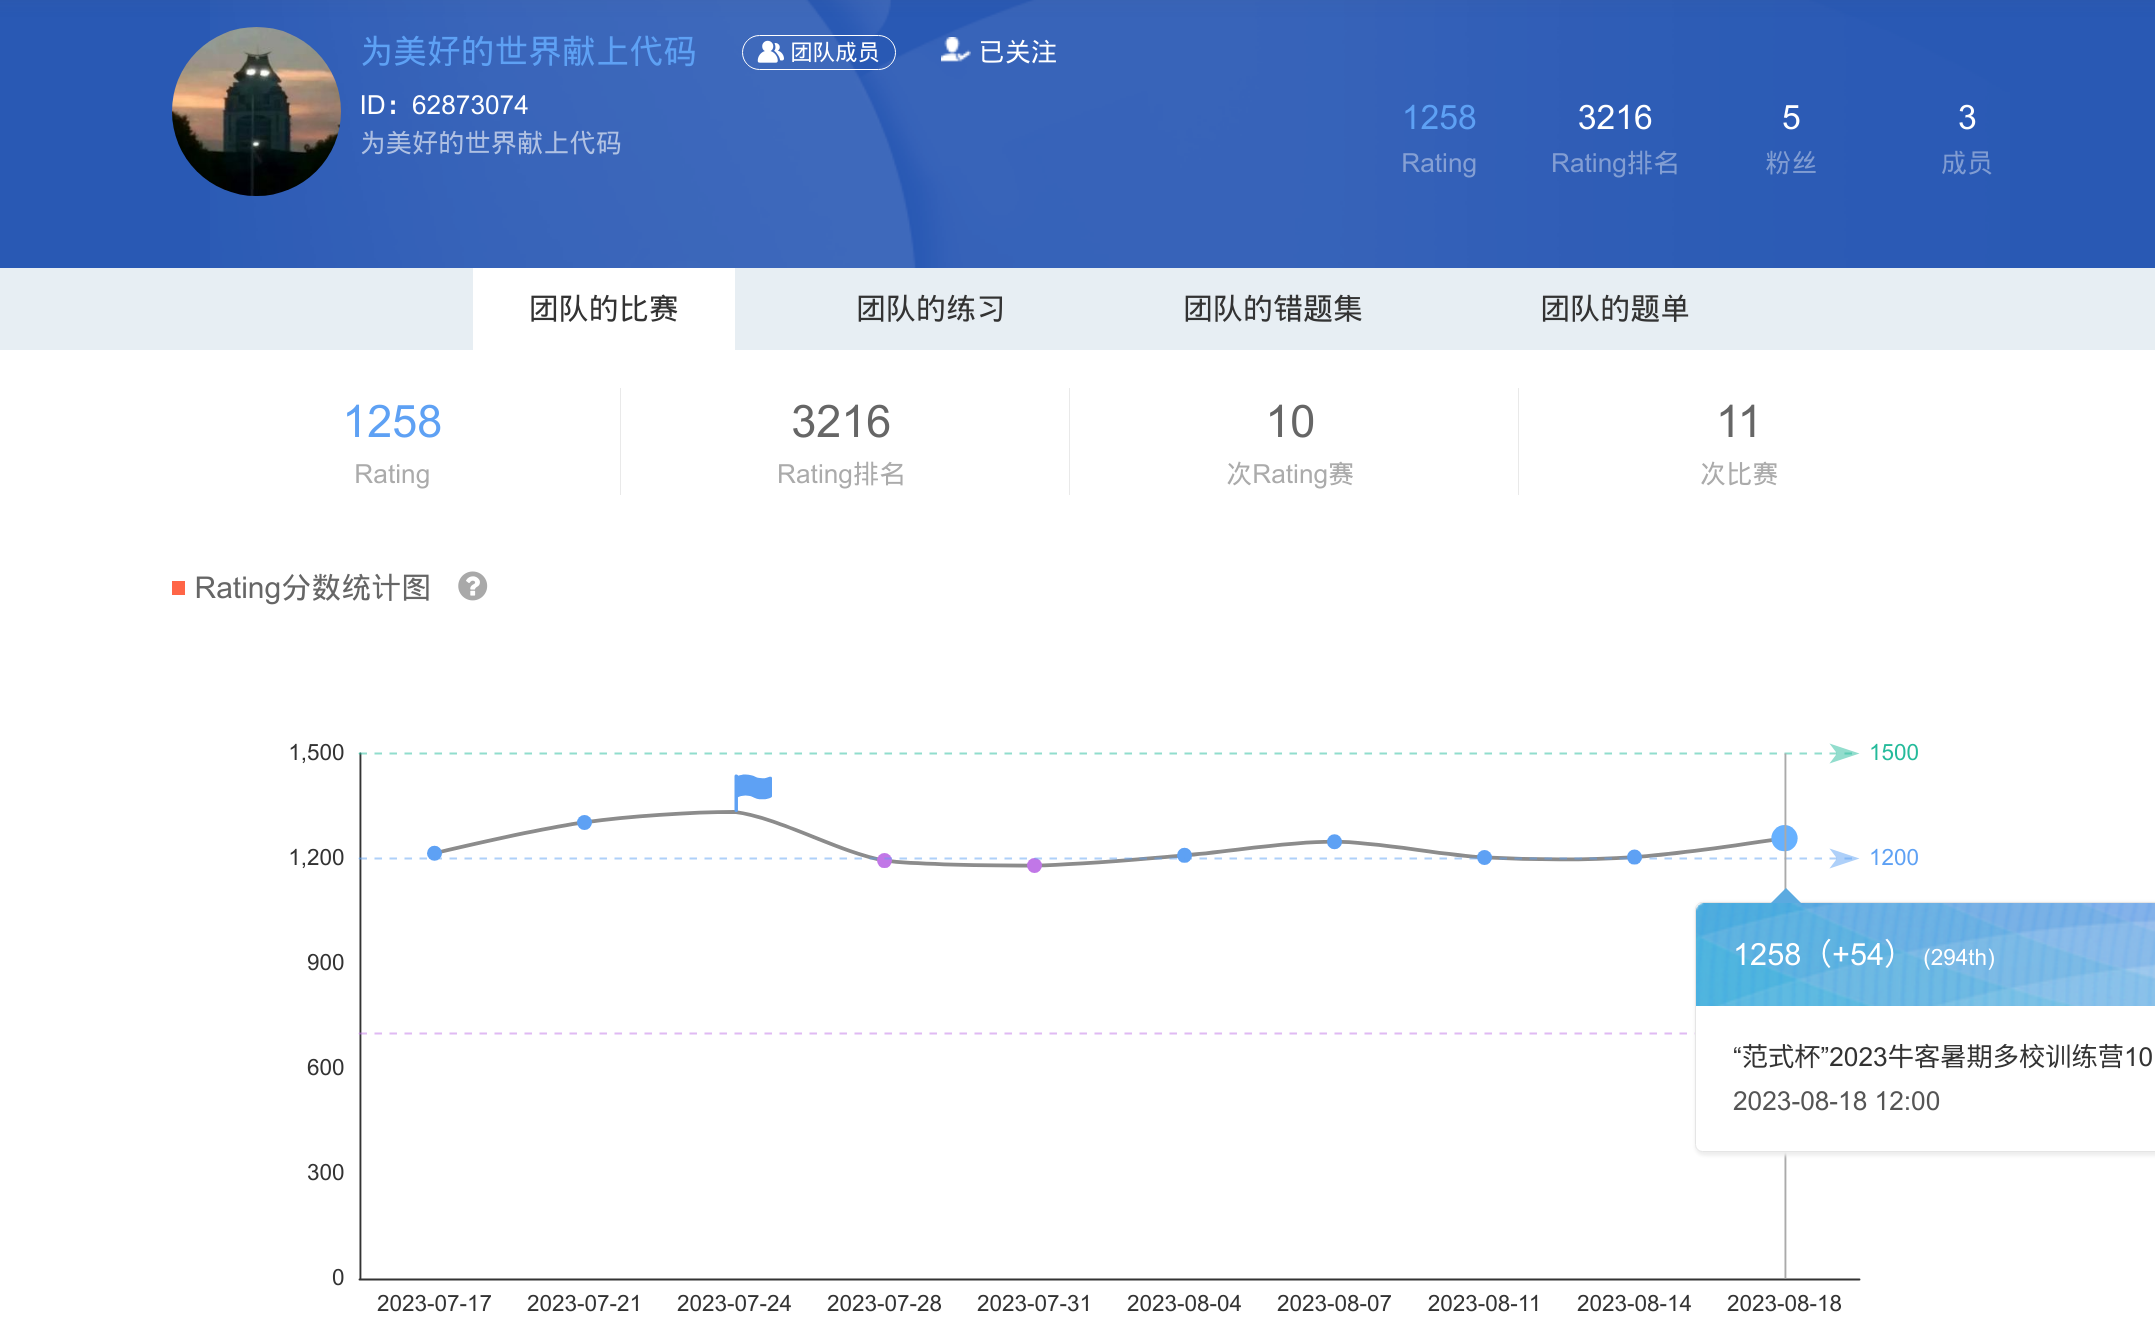 为美好的世界献上代码
团队成员
已关注
ID：62873074
为美好的世界献上代码
1258
Rating
3216
Rating排名
5
粉丝
3
成员
团队的比赛
团队的练习
团队的错题集
团队的题单
1258
Rating
3216
Rating排名
10
次Rating赛
11
次比赛
Rating分数统计图
?
1,500
1500
1,200
1200
900
600
300
0
1258（+54） (294th)
“范式杯”2023牛客暑期多校训练营10
2023-08-18 12:00
2023-07-17
2023-07-21
2023-07-24
2023-07-28
2023-07-31
2023-08-04
2023-08-07
2023-08-11
2023-08-14
2023-08-18